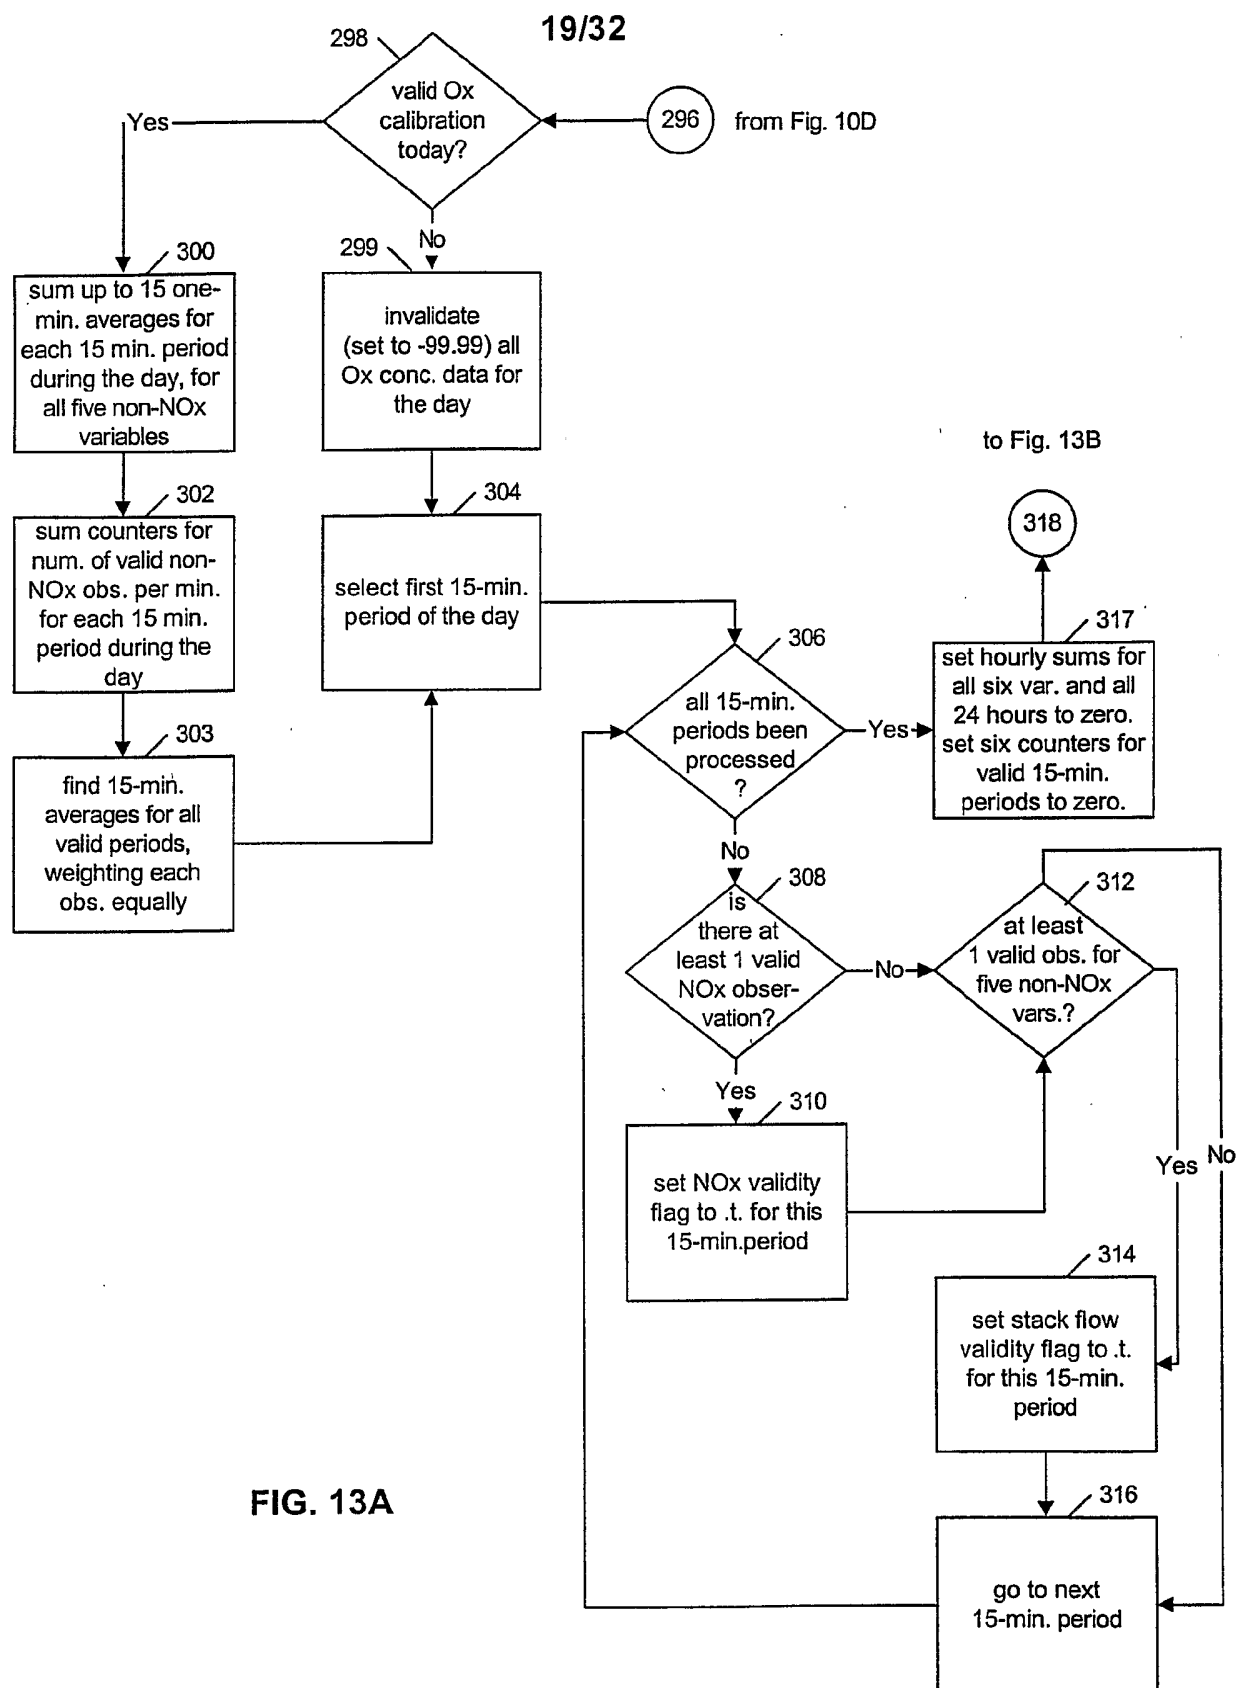 19/32
298
valid Ox
calibration
today?
296
from Fig. 10D
Yes
No
300
sum up to 15 one-
min. averages for
each 15 min. period
during the day, for
all five non-NOx
variables
299
invalidate
(set to -99.99) all
Ox conc. data for
the day
302
sum counters for
num. of valid non-
NOx obs. per min.
for each 15 min.
period during the
day
304
select first 15-min.
period of the day
303
find 15-min.
averages for all
valid periods,
weighting each
obs. equally
306
all 15-min.
periods been
processed
?
Yes
to Fig. 13B
318
317
set hourly sums for
all six var. and all
24 hours to zero.
set six counters for
valid 15-min.
periods to zero.
No
308
is
there at
least 1 valid
NOx obser-
vation?
No
312
at least
1 valid obs. for
five non-NOx
vars.?
Yes
310
set NOx validity
flag to .t. for this
15-min.period
Yes
No
314
set stack flow
validity flag to .t.
for this 15-min.
period
316
go to next
15-min. period
FIG. 13A